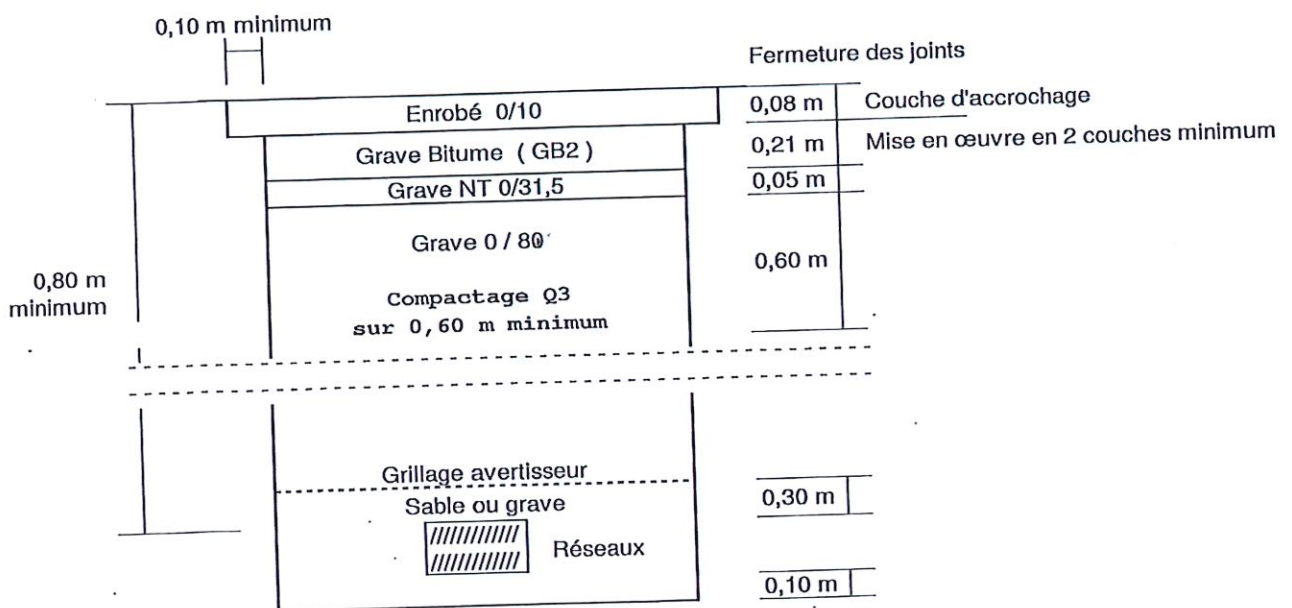 0,10 m minimum
Fermeture des joints
Enrobé 0/10
0,08 m
Couche d'accrochage
Grave Bitume ( GB2 )
0,21 m
Mise en œuvre en 2 couches minimum
Grave NT 0/31,5
0,05 m
Grave 0 / 80
0,60 m
0,80 m
minimum
Compactage Q3
sur 0,60 m minimum
Grillage avertisseur
Sable ou grave
0,30 m
Réseaux
0,10 m